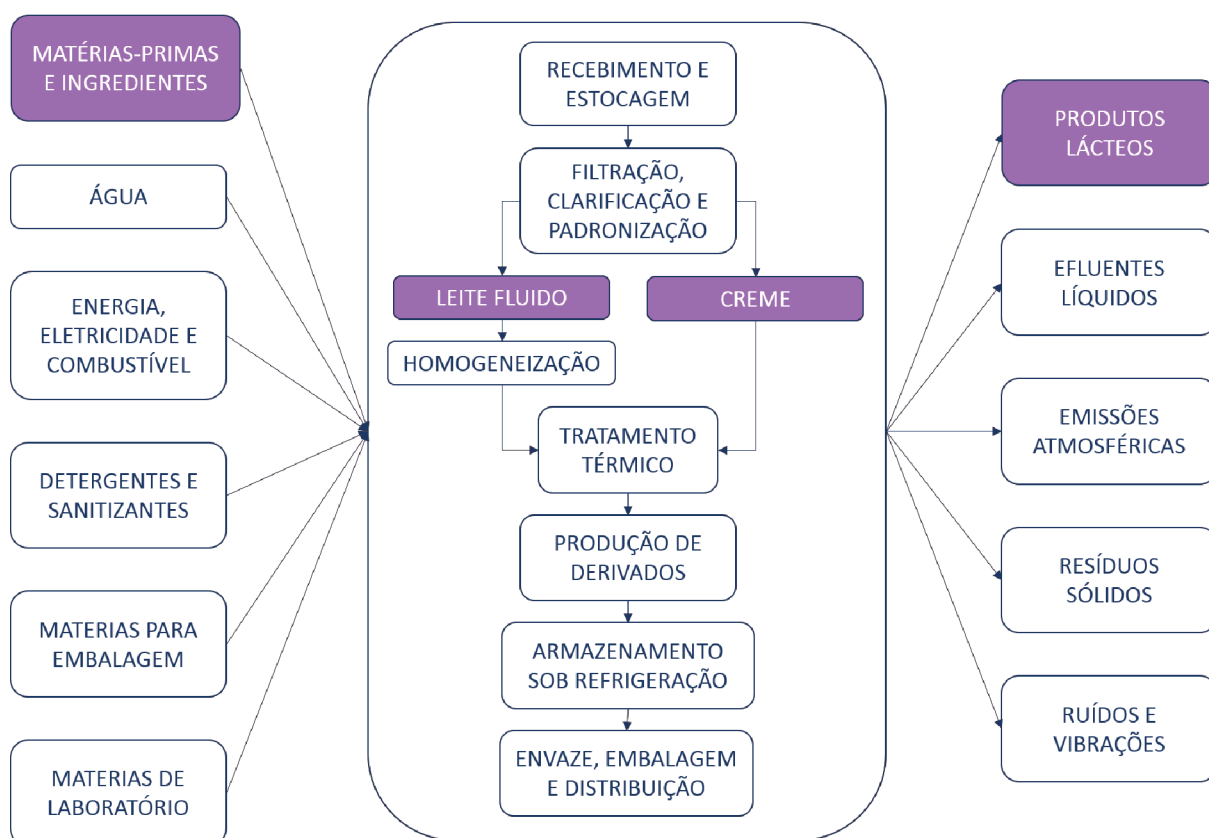 MATÉRIAS-PRIMAS
E INGREDIENTES
ÁGUA
ENERGIA,
ELETRICIDADE E
COMBUSTÍVEL
DETERGENTES E
SANITIZANTES
MATERIAS PARA
EMBALAGEM
MATERIAS DE
LABORATÓRIO
RECEBIMENTO E
ESTOCAGEM
FILTRAÇÃO,
CLARIFICAÇÃO E
PADRONIZAÇÃO
LEITE FLUIDO
CREME
HOMOGENEIZAÇÃO
TRATAMENTO
TÉRMICO
PRODUÇÃO DE
DERIVADOS
ARMAZENAMENTO
SOB REFRIGERAÇÃO
ENVAZE, EMBALAGEM
E DISTRIBUIÇÃO
PRODUTOS
LÁCTEOS
EFLUENTES
LÍQUIDOS
EMISSÕES
ATMOSFÉRICAS
RESÍDUOS
SÓLIDOS
RUÍDOS E
VIBRAÇÕES